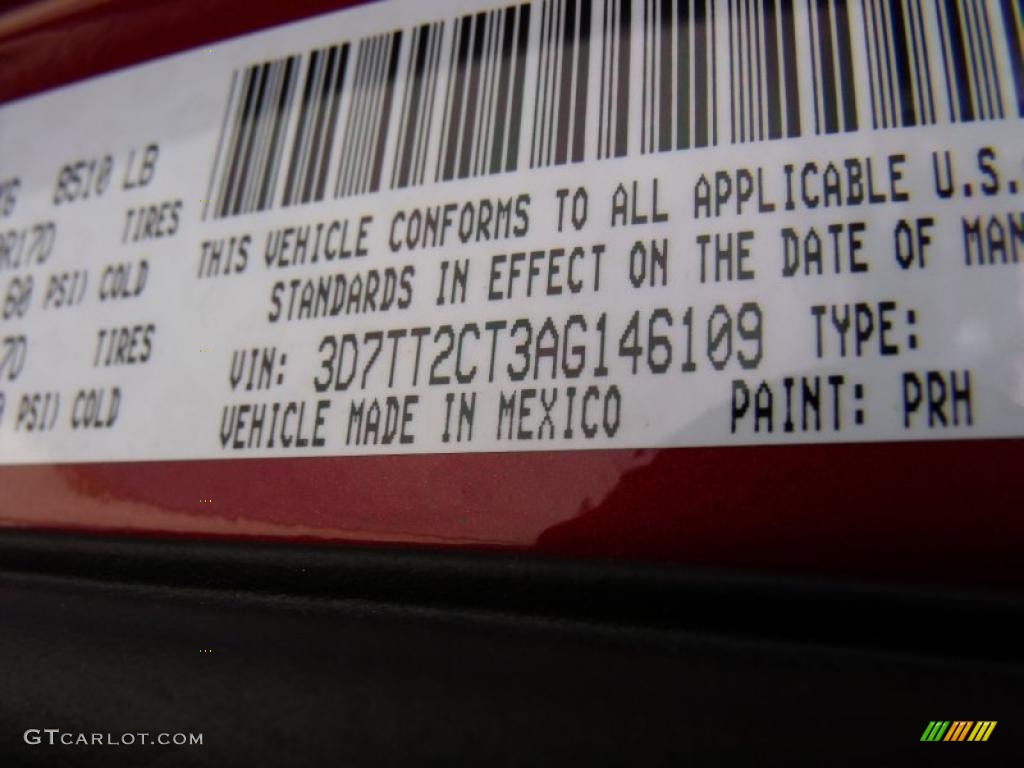 8510 LB
TIRES
60 PSI) COLD
TIRES
PSI) COLD
THIS VEHICLE CONFORMS TO ALL APPLICABLE U.S.
STANDARDS IN EFFECT ON THE DATE OF MAN
VIN: 3D7TT2CT3AG146109 TYPE:
VEHICLE MADE IN MEXICO PAINT: PRH
GTCARLOT.COM